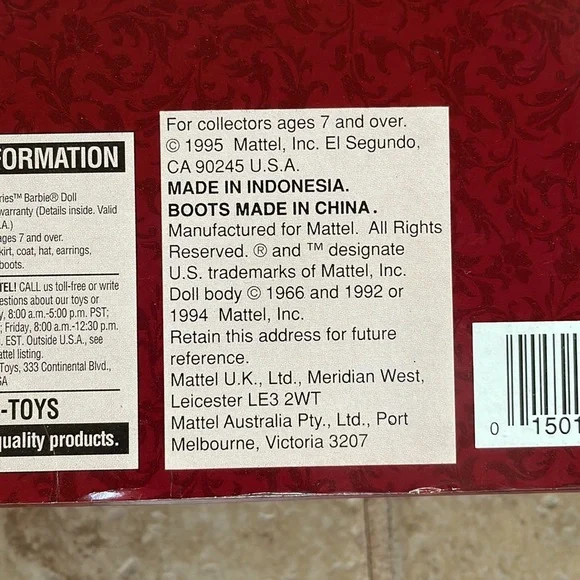 FORMATION
ries™ Barbie® Doll
warranty (Details inside. Valid
.A.)
ages 7 and over.
kirt, coat, hat, earrings,
boots.
TEL! CALL us toll-free or write
estions about our toys or
y, 8:00 a.m.-5:00 p.m. PST;
; Friday, 8:00 a.m.-12:30 p.m.
. EST. Outside U.S.A., see
attel listing.
Toys, 333 Continental Blvd.,
SA
-TOYS
quality products.
For collectors ages 7 and over.
© 1995 Mattel, Inc. El Segundo,
CA 90245 U.S.A.
MADE IN INDONESIA.
BOOTS MADE IN CHINA.
Manufactured for Mattel. All Rights
Reserved. ® and ™ designate
U.S. trademarks of Mattel, Inc.
Doll body © 1966 and 1992 or
1994 Mattel, Inc.
Retain this address for future
reference.
Mattel U.K., Ltd., Meridian West,
Leicester LE3 2WT
Mattel Australia Pty., Ltd., Port
Melbourne, Victoria 3207
0 1501